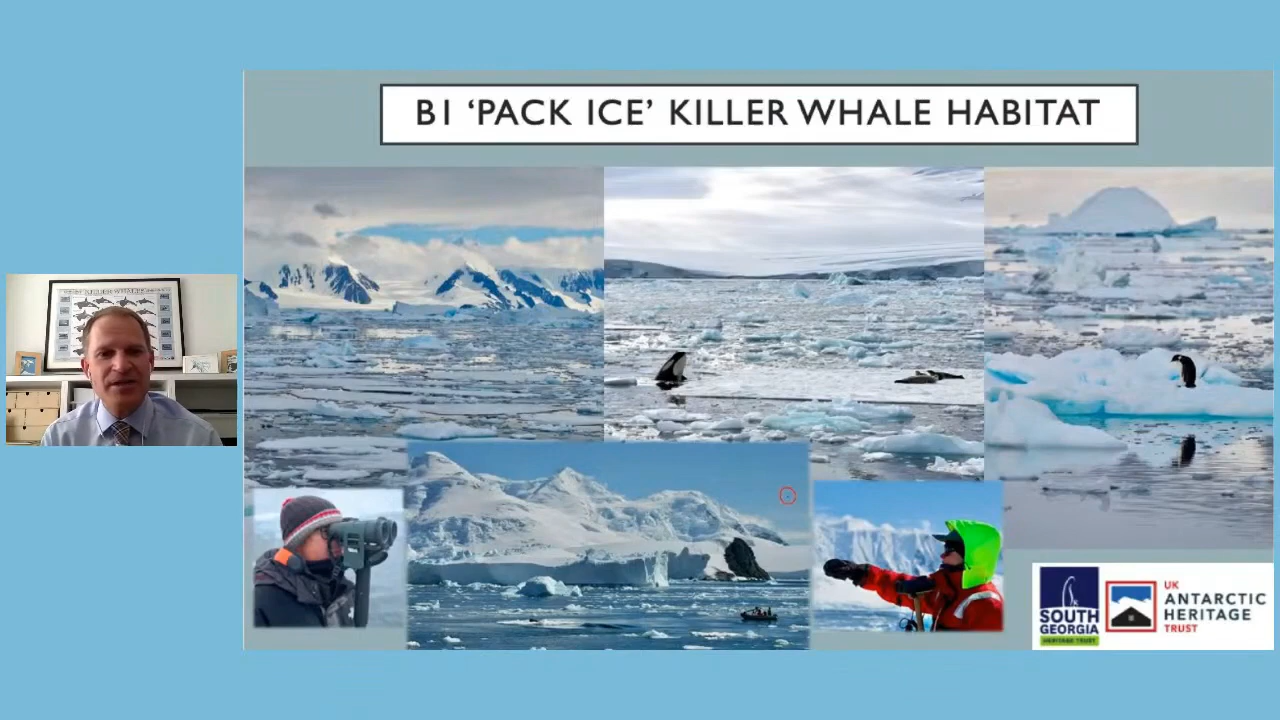 B1 ‘PACK ICE’ KILLER WHALE HABITAT
SOUTH
GEORGIA
HERITAGE TRUST
UK
ANTARCTIC
HERITAGE
TRUST